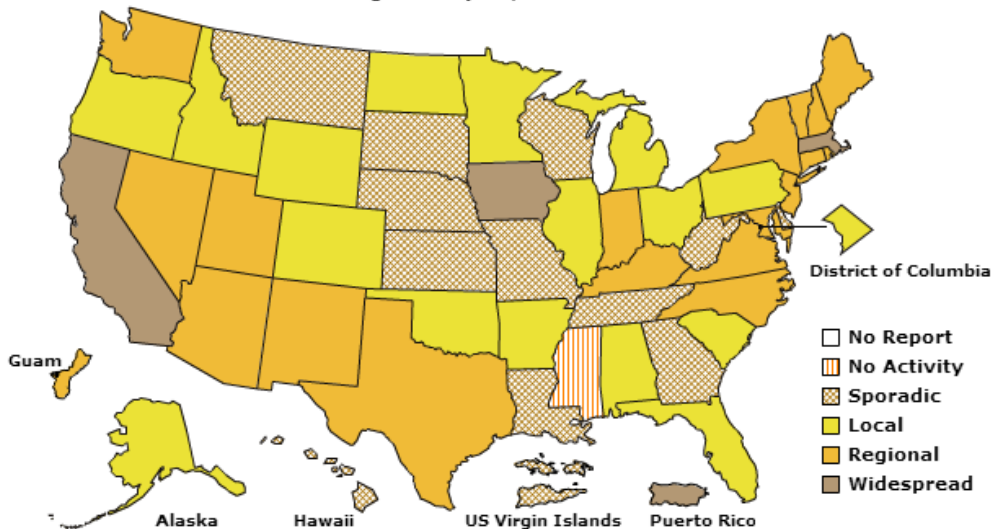 District of Columbia
No Report
Guam
No Activity
Sporadic
Local
Regional
Widespread
Alaska
Hawaii
US Virgin Islands
Puerto Rico